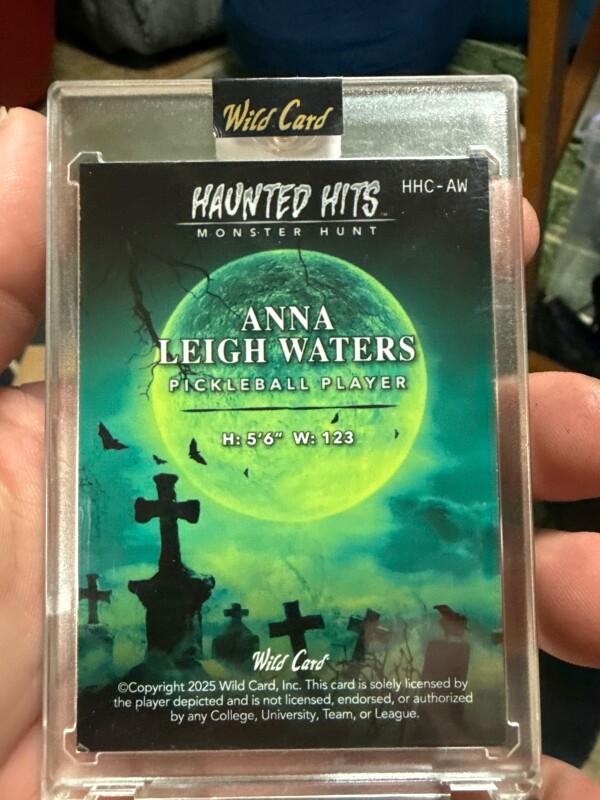 Wild Card
HAUNTED HITS™ HHC-AW
MONSTER HUNT
ANNA
LEIGH WATERS
PICKLEBALL PLAYER
H: 5'6" W: 123
Wild Card
©Copyright 2025 Wild Card, Inc. This card is solely licensed by
the player depicted and is not licensed, endorsed, or authorized
by any College, University, Team, or League.